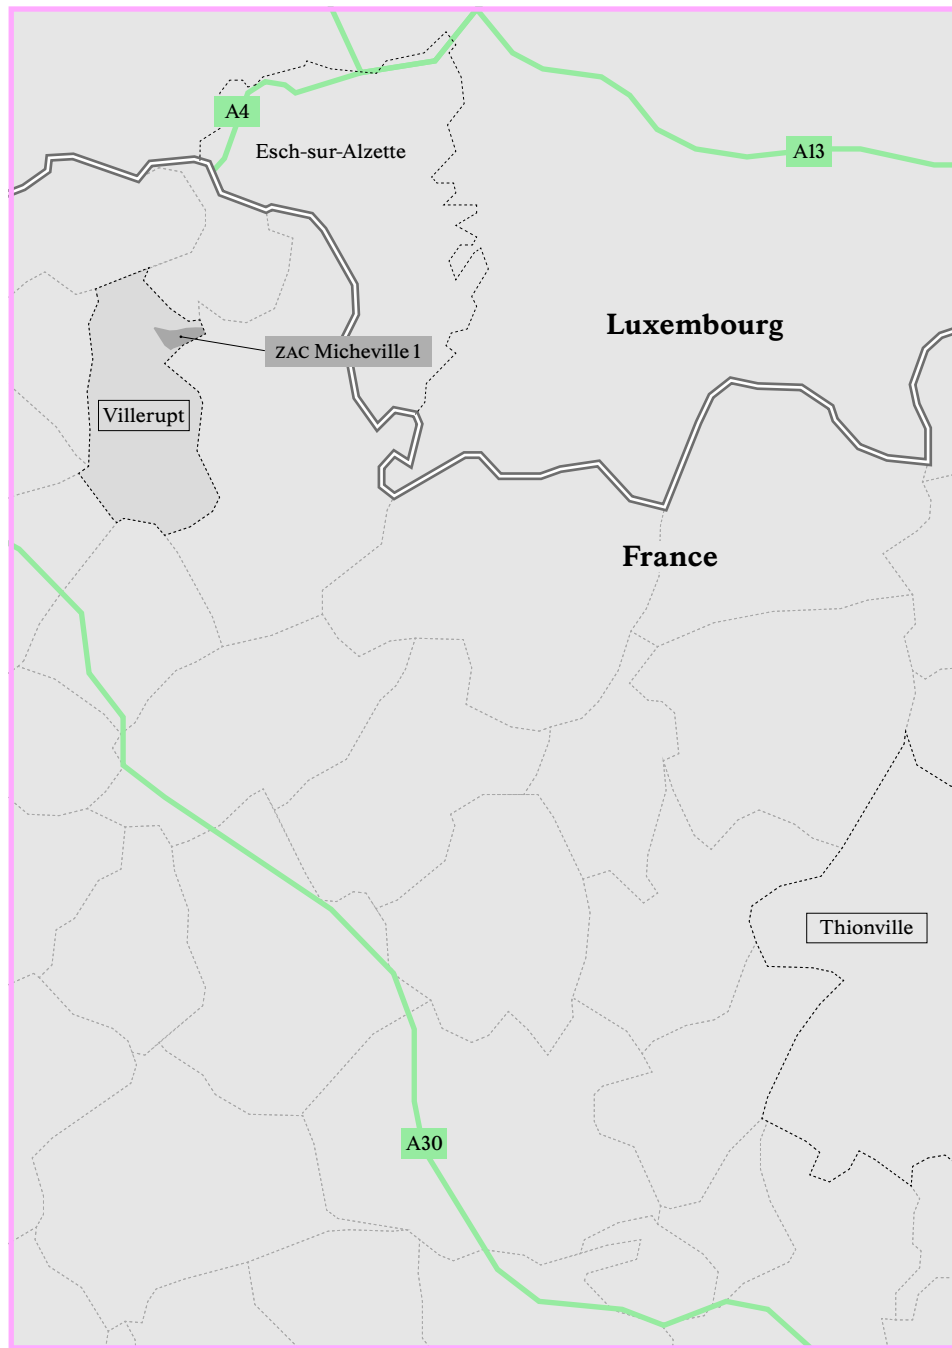 A4
Esch-sur-Alzette
A13
Luxembourg
ZAC Micheville 1
Villerupt
France
Thionville
A30